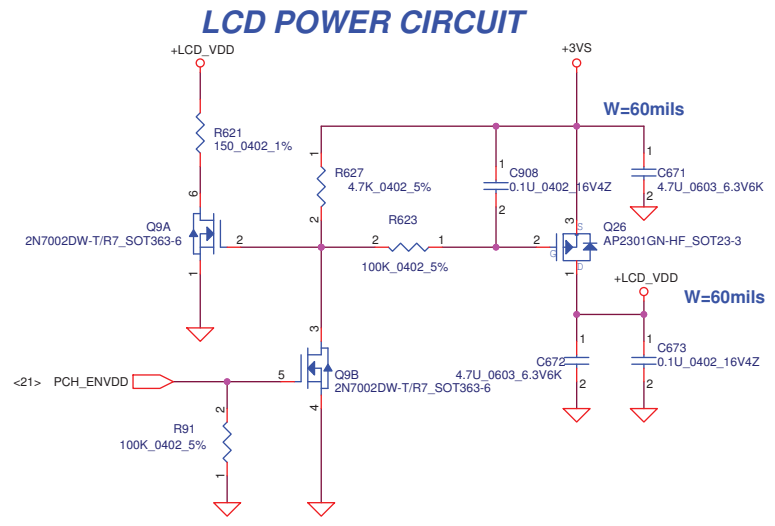 LCD POWER CIRCUIT
+LCD_VDD
+3VS
W=60mils
R621
150_0402_1%
1
R627
4.7K_0402_5%
2
1
C908
0.1U_0402_16V4Z
2
1
C671
4.7U_0603_6.3V6K
2
6
Q9A
2N7002DW-T/R7_SOT363-6
2
1
R623
2
1
100K_0402_5%
3
S
Q26
AP2301GN-HF_SOT23-3
2
G
D
1
+LCD_VDD
W=60mils
3
5
Q9B
2N7002DW-T/R7_SOT363-6
4
1
C672
4.7U_0603_6.3V6K
2
1
C673
0.1U_0402_16V4Z
2
<21> PCH_ENVDD
2
R91
100K_0402_5%
1